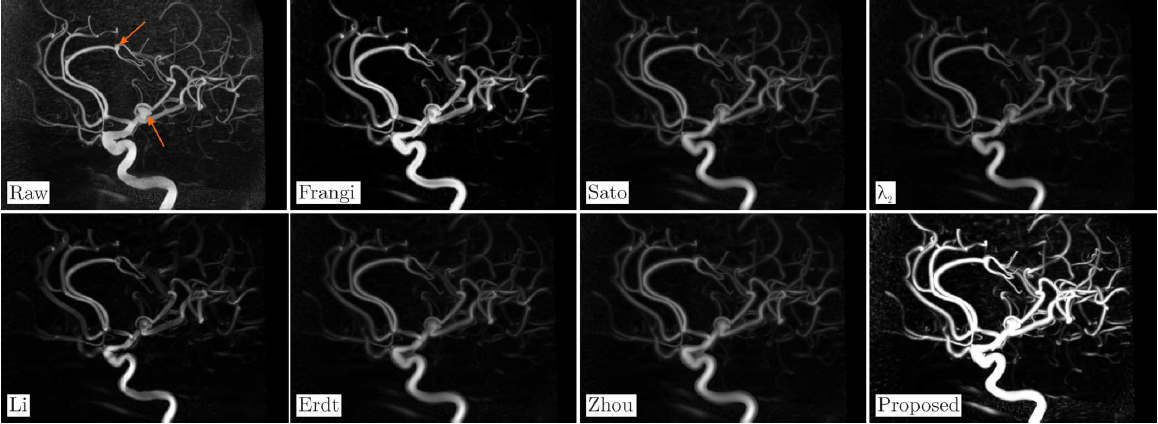 Raw
Frangi
Sato
λ₂
Li
Erdt
Zhou
Proposed